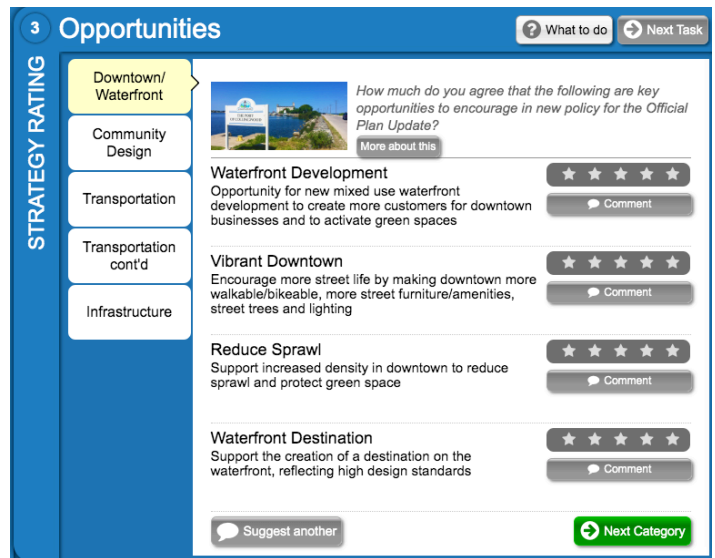 3
Opportunities
What to do
Next Task
STRATEGY RATING
Downtown/
Waterfront
Community
Design
Transportation
Transportation
cont'd
Infrastructure
How much do you agree that the following are key
opportunities to encourage in new policy for the Official
Plan Update?
More about this
Waterfront Development
Opportunity for new mixed use waterfront
development to create more customers for downtown
businesses and to activate green spaces
Comment
Vibrant Downtown
Encourage more street life by making downtown more
walkable/bikeable, more street furniture/amenities,
street trees and lighting
Comment
Reduce Sprawl
Support increased density in downtown to reduce
sprawl and protect green space
Comment
Waterfront Destination
Support the creation of a destination on the
waterfront, reflecting high design standards
Comment
Suggest another
Next Category